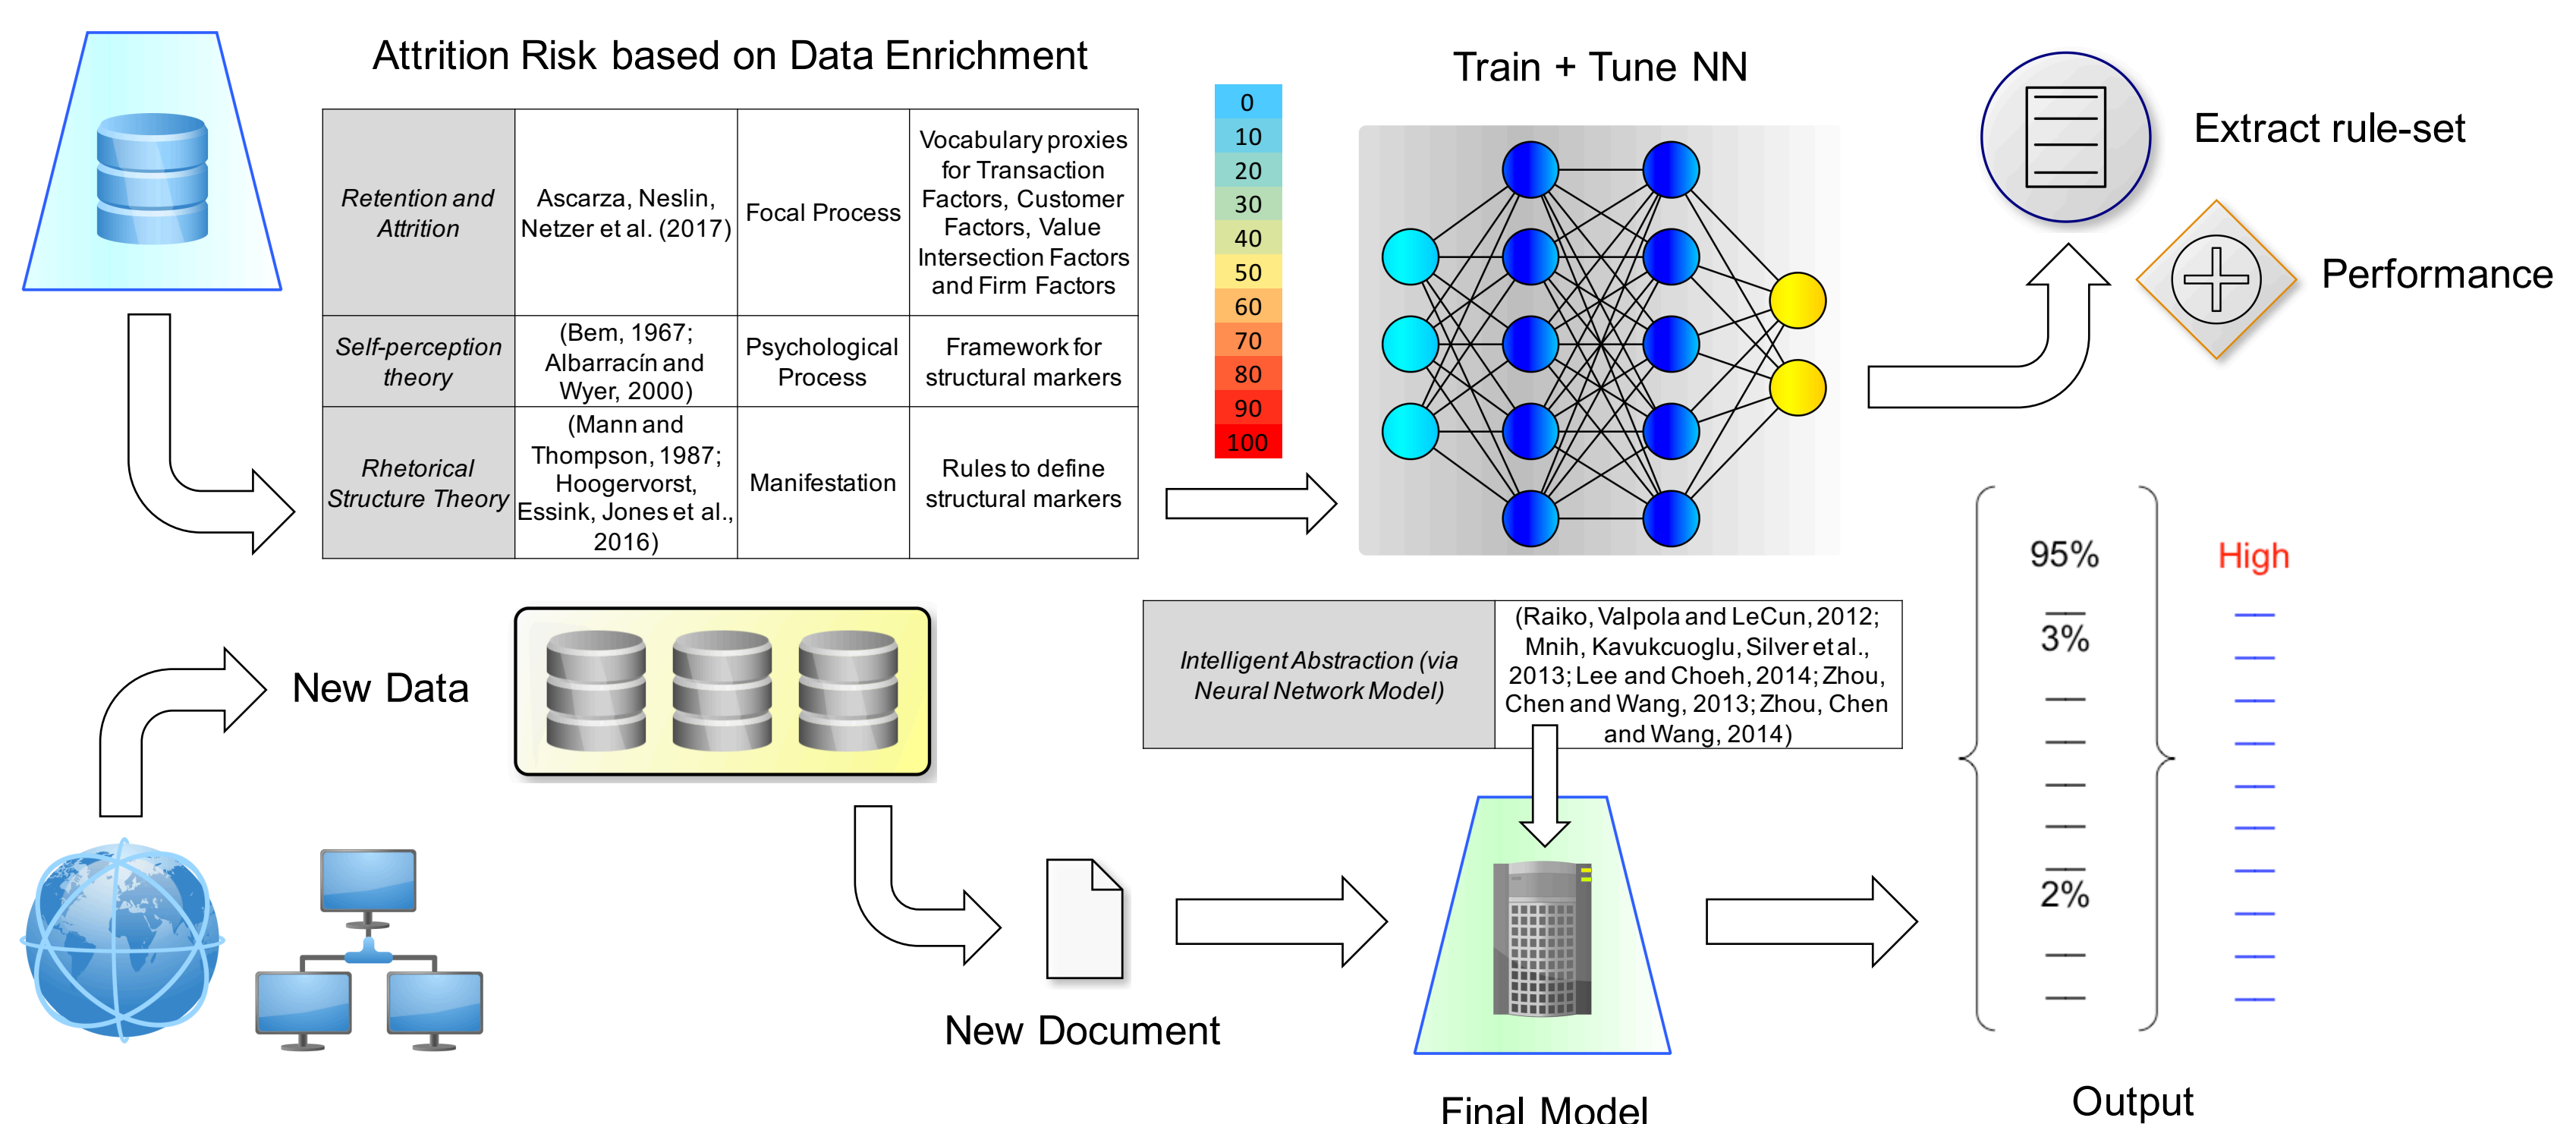 Attrition Risk based on Data Enrichment
Retention and
Attrition
Ascarza, Neslin,
Netzer et al. (2017)
Focal Process
Vocabulary proxies
for Transaction
Factors, Customer
Factors, Value
Intersection Factors
and Firm Factors
Self-perception
theory
(Bem, 1967;
Albarracín and
Wyer, 2000)
Psychological
Process
Framework for
structural markers
Rhetorical
Structure Theory
(Mann and
Thompson, 1987;
Hoogervorst,
Essink, Jones et al.,
2016)
Manifestation
Rules to define
structural markers
0
10
20
30
40
50
60
70
80
90
100
Train + Tune NN
Extract rule-set
Performance
New Data
New Document
Intelligent Abstraction (via
Neural Network Model)
(Raiko, Valpola and LeCun, 2012;
Mnih, Kavukcuoglu, Silver et al.,
2013; Lee and Choeh, 2014; Zhou,
Chen and Wang, 2013; Zhou, Chen
and Wang, 2014)
Final Model
95%
3%
2%
High
Output